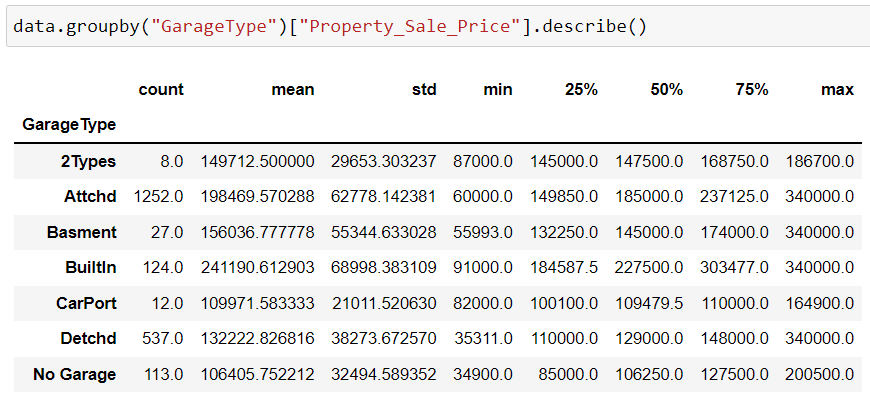 data.groupby("GarageType")["Property_Sale_Price"].describe()
count mean std min 25% 50% 75% max
GarageType
2Types 8.0 149712.500000 29653.303237 87000.0 145000.0 147500.0 168750.0 186700.0
Attchd 1252.0 198469.570288 62778.142381 60000.0 149850.0 185000.0 237125.0 340000.0
Basment 27.0 156036.777778 55344.633028 55993.0 132250.0 145000.0 174000.0 340000.0
BuiltIn 124.0 241190.612903 68998.383109 91000.0 184587.5 227500.0 303477.0 340000.0
CarPort 12.0 109971.583333 21011.520630 82000.0 100100.0 109479.5 110000.0 164900.0
Detchd 537.0 132222.826816 38273.672570 35311.0 110000.0 129000.0 148000.0 340000.0
No Garage 113.0 106405.752212 32494.589352 34900.0 85000.0 106250.0 127500.0 200500.0